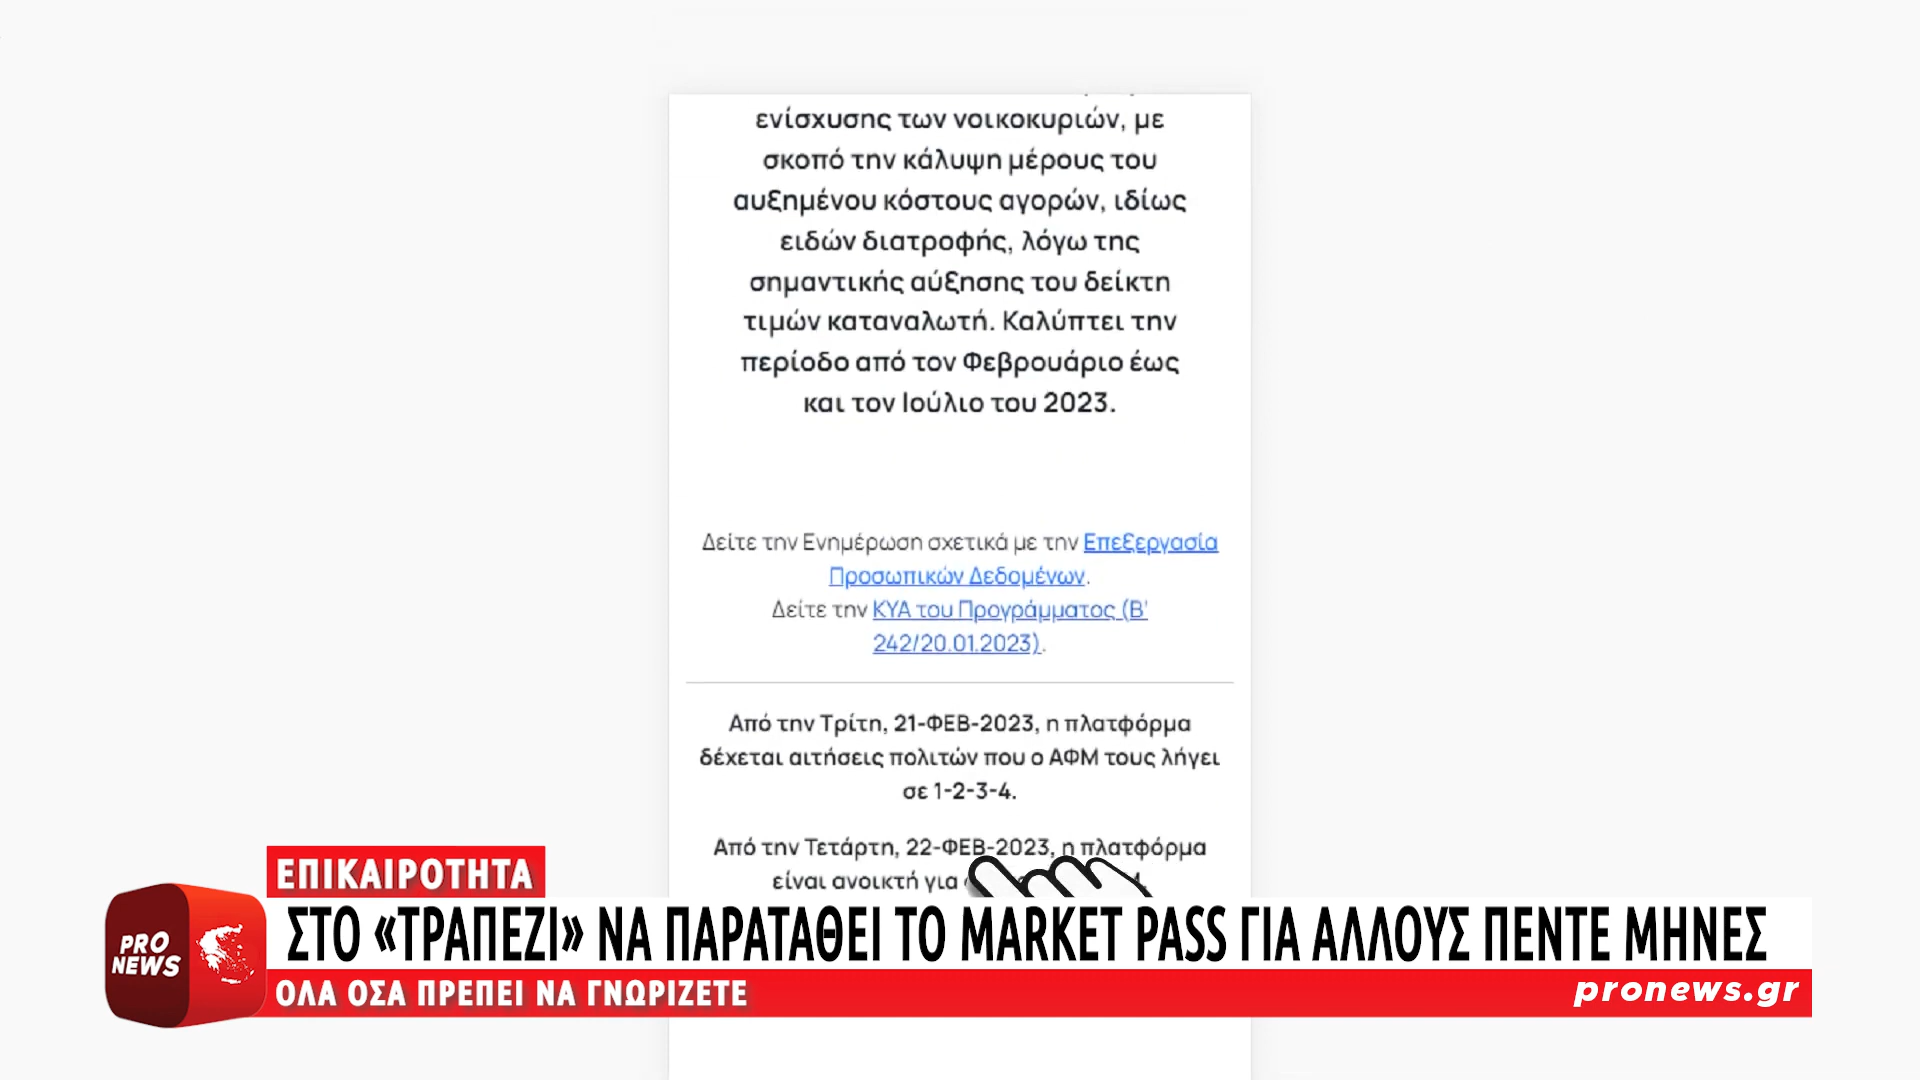 ενίσχυσης των νοικοκυριών, με
σκοπό την κάλυψη μέρους του
αυξημένου κόστους αγορών, ιδίως
ειδών διατροφής, λόγω της
σημαντικής αύξησης του δείκτη
τιμών καταναλωτή. Καλύπτει την
περίοδο από τον Φεβρουάριο έως
και τον Ιούλιο του 2023.
Δείτε την Ενημέρωση σχετικά με την Επεξεργασία
Προσωπικών Δεδομένων.
Δείτε την ΚΥΑ του Προγράμματος (Β'
242/20.01.2023).
Από την Τρίτη, 21-ΦΕΒ-2023, η πλατφόρμα
δέχεται αιτήσεις πολιτών που ο ΑΦΜ τους λήγει
σε 1-2-3-4.
Από την Τετάρτη, 22-ΦΕΒ-2023, η πλατφόρμα
είναι ανοικτή για
ΕΠΙΚΑΙΡΟΤΗΤΑ
PRO
NEWS
ΣΤΟ «ΤΡΑΠΕΖΙ» ΝΑ ΠΑΡΑΤΑΘΕΙ ΤΟ MARKET PASS ΓΙΑ ΑΛΛΟΥΣ ΠΕΝΤΕ ΜΗΝΕΣ
ΟΛΑ ΟΣΑ ΠΡΕΠΕΙ ΝΑ ΓΝΩΡΙΖΕΤΕ
pronews.gr